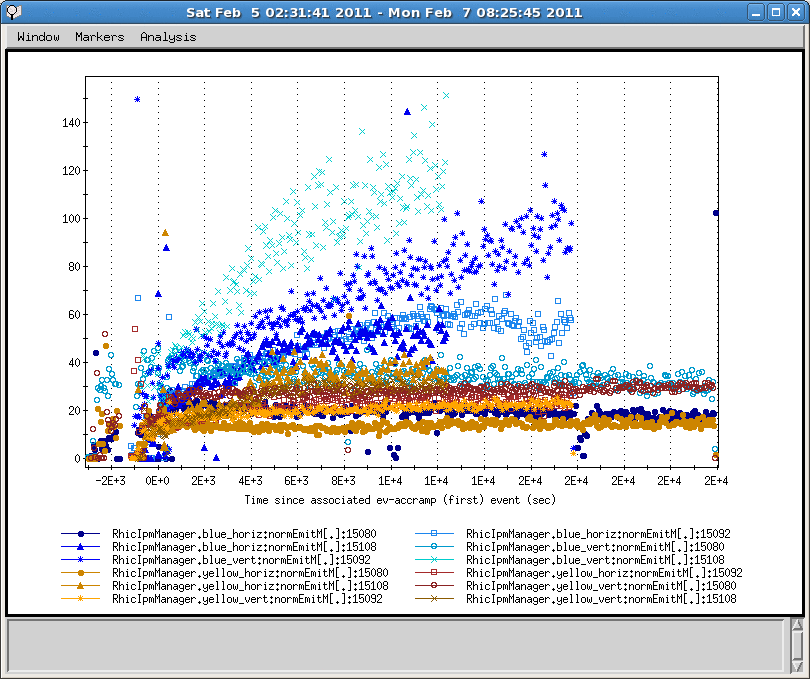 Sat Feb  5 02:31:41 2011 - Mon Feb  7 08:25:45 2011
Window Markers Analysis
140
120
100
80
60
40
20
0
-2E+3 0E+0 2E+3 4E+3 6E+3 8E+3 1E+4 1E+4 1E+4 1E+4 2E+4 2E+4 2E+4 2E+4
Time since associated ev-accramp (first) event (sec)
RhicIpmManager.blue_horiz:normEmitM[.]:15080 RhicIpmManager.blue_horiz:normEmitM[.]:15092
RhicIpmManager.blue_horiz:normEmitM[.]:15108 RhicIpmManager.blue_vert:normEmitM[.]:15080
RhicIpmManager.blue_vert:normEmitM[.]:15092 RhicIpmManager.blue_vert:normEmitM[.]:15108
RhicIpmManager.yellow_horiz:normEmitM[.]:15080 RhicIpmManager.yellow_horiz:normEmitM[.]:15092
RhicIpmManager.yellow_horiz:normEmitM[.]:15108 RhicIpmManager.yellow_vert:normEmitM[.]:15080
RhicIpmManager.yellow_vert:normEmitM[.]:15092 RhicIpmManager.yellow_vert:normEmitM[.]:15108